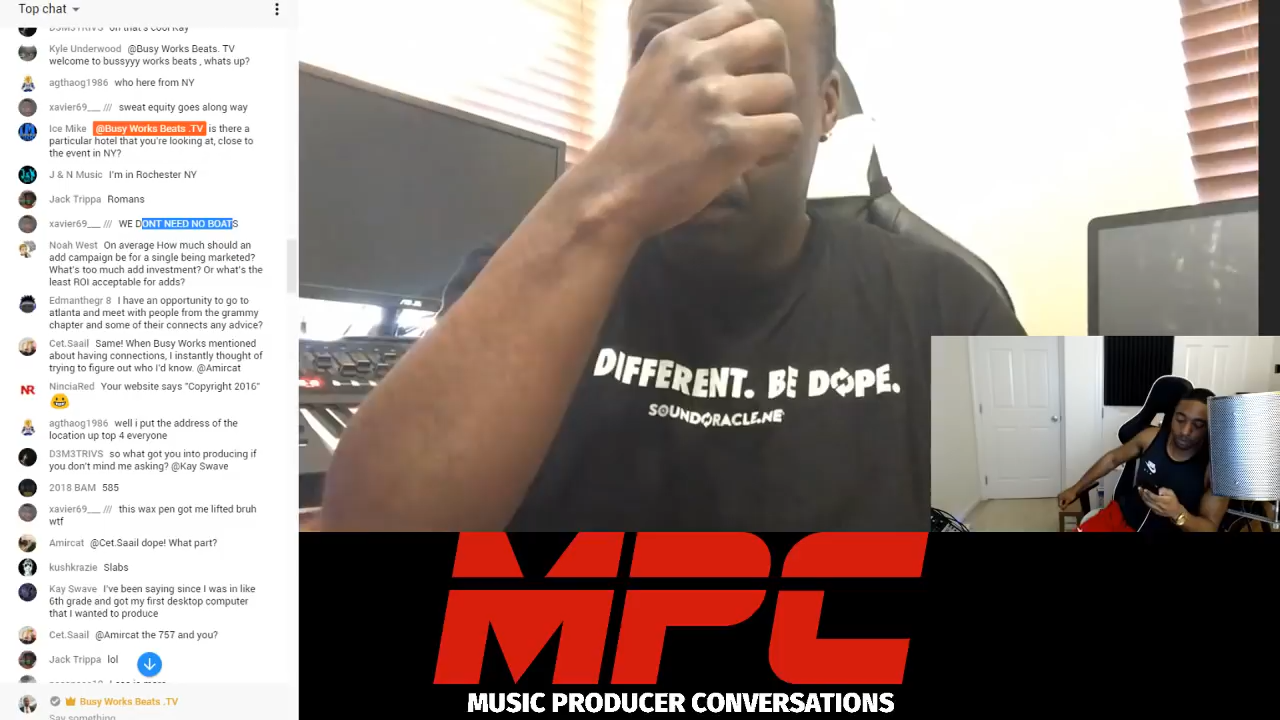 Top chat
oh that's cool Kay
Kyle Underwood @Busy Works Beats. TV
welcome to bussyyy works beats , whats up?
agthaog1986 who here from NY
xavier69___ /// sweat equity goes along way
Ice Mike @Busy Works Beats .TV is there a
particular hotel that you're looking at, close to
the event in NY?
J & N Music I'm in Rochester NY
Jack Trippa Romans
xavier69___ /// WE DONT NEED NO BOATS
Noah West On average How much should an
add campaign be for a single being marketed?
What's too much add investment? Or what's the
least ROI acceptable for adds?
Edmanthegr 8 I have an opportunity to go to
atlanta and meet with people from the grammy
chapter and some of their connects any advice?
Cet.Saail Same! When Busy Works mentioned
about having connections, I instantly thought of
trying to figure out who I'd know. @Amircat
NR
NinciaRed Your website says "Copyright 2016"
😀
agthaog1986 well i put the address of the
location up top 4 everyone
D3M3TRIVS so what got you into producing if
you don't mind me asking? @Kay Swave
2018 BAM 585
xavier69___ /// this wax pen got me lifted bruh
wtf
Amircat @Cet.Saail dope! What part?
kushkrazie Slabs
Kay Swave I've been saying since I was in like
6th grade and got my first desktop computer
that I wanted to produce
Cet.Saail @Amircat the 757 and you?
Jack Trippa lol
Busy Works Beats .TV
Say something
DIFFERENT. BE DOPE.
SOUNDORACLE.NE
MPC
MUSIC PRODUCER CONVERSATIONS